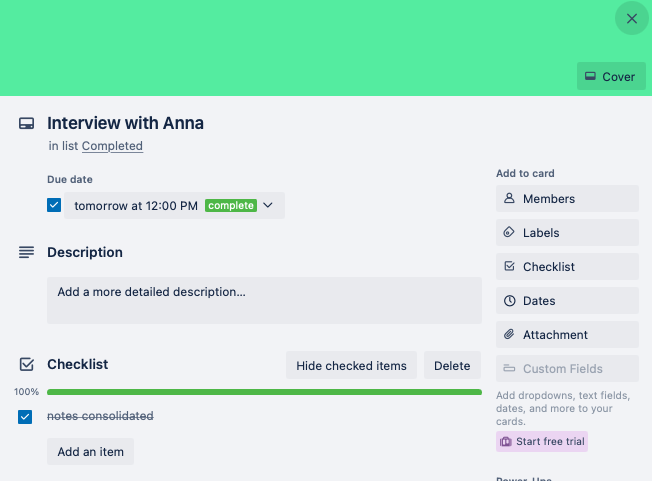 Cover
Interview with Anna
in list Completed
Due date
tomorrow at 12:00 PM complete
Description
Add a more detailed description...
Checklist
Hide checked items
Delete
100%
notes consolidated
Add an item
Add to card
Members
Labels
Checklist
Dates
Attachment
Custom Fields
Add dropdowns, text fields,
dates, and more to your
cards.
Start free trial
Power-Ups